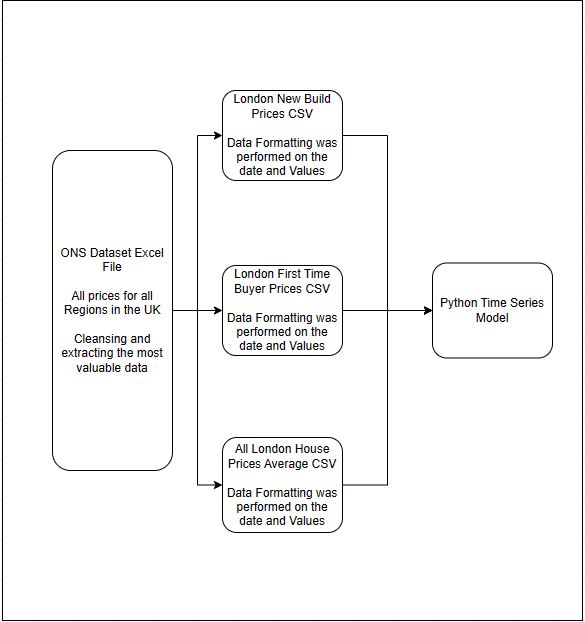 London New Build
Prices CSV
Data Formatting was
performed on the
date and Values
ONS Dataset Excel
File
All prices for all
Regions in the UK
Cleansing and
extracting the most
valuable data
London First Time
Buyer Prices CSV
Data Formatting was
performed on the
date and Values
Python Time Series
Model
All London House
Prices Average CSV
Data Formatting was
performed on the
date and Values